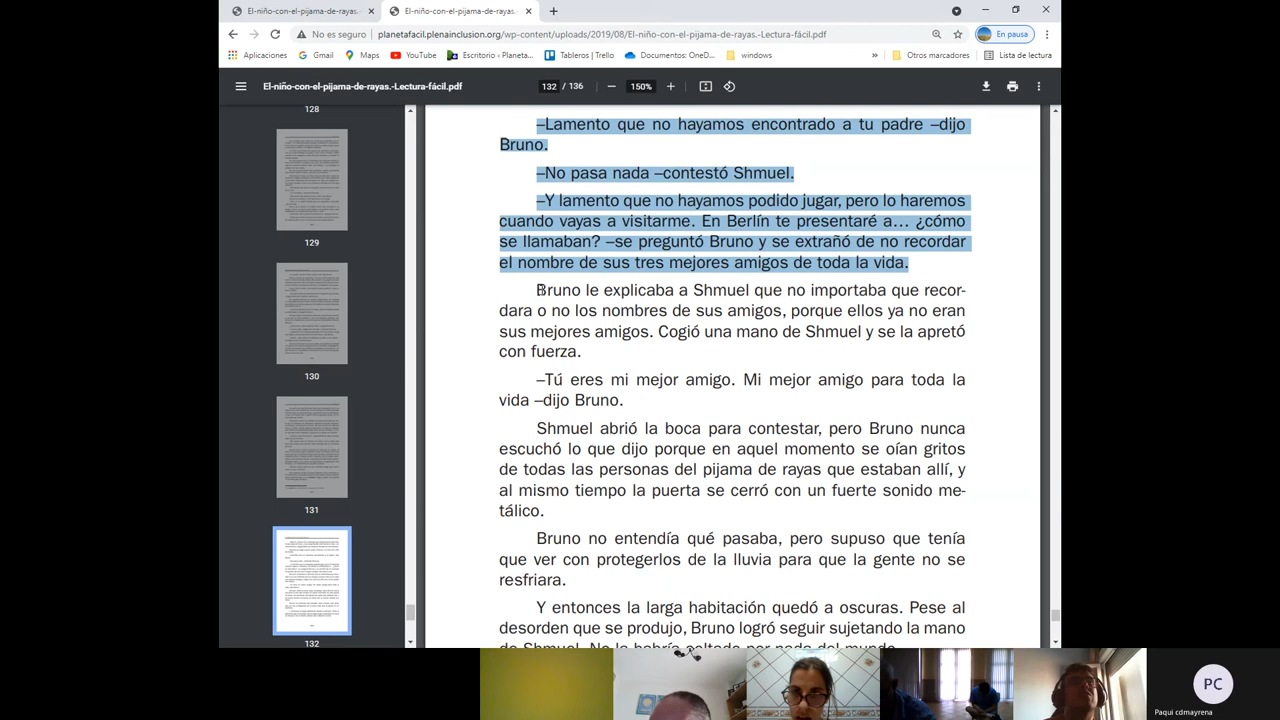 El-niño-con-el-pijama-de-rayas.-
El-niño-con-el-pijama-de-rayas.-
No es seguro
planetafacil.plenainclusion.org/wp-content/uploads/2019/08/El-niño-con-el-pijama-de-rayas.-Lectura-fácil.pdf
En pausa
Aplicaciones
Gmail
Maps
YouTube
Escritorio – Planeta...
Tableros | Trello
Documentos: OneD...
windows
»
Otros marcadores
Lista de lectura
El-niño-con-el-pijama-de-rayas.-Lectura-fácil.pdf
132 / 136
150%
128
129
130
131
132
–Lamento que no hayamos encontrado a tu padre –dijo
Bruno.
–No pasa nada –contestó Shmuel.
–Y lamento que no hayamos podido jugar, pero lo haremos
cuando vayas a visitarme. En Berlín te presentaré a... ¿cómo
se llamaban? –se preguntó Bruno y se extrañó de no recordar
el nombre de sus tres mejores amigos de toda la vida.
Bruno le explicaba a Shmuel que no importaba que recor-
dara o no los nombres de sus amigos, porque ellos ya no eran
sus mejores amigos. Cogió una mano de Shmuel y se la apretó
con fuerza.
–Tú eres mi mejor amigo. Mi mejor amigo para toda la
vida –dijo Bruno.
Shmuel abrió la boca para contestar, pero Bruno nunca
escuchó lo que dijo porque en ese momento se oían gritos
de todas las personas del pijama de rayas que estaban allí, y
al mismo tiempo la puerta se cerró con un fuerte sonido me-
tálico.
Bruno no entendía qué pasaba, pero supuso que tenía
que ver con protegerlos de la lluvia para que la gente no se
resfriara.
Y entonces la larga habitación quedó a oscuras. Pese al
desorden que se produjo, Bruno logró seguir sujetando la mano
de Shmuel. No la habría soltado por nada del mundo.
PC
Paqui cdmayrena